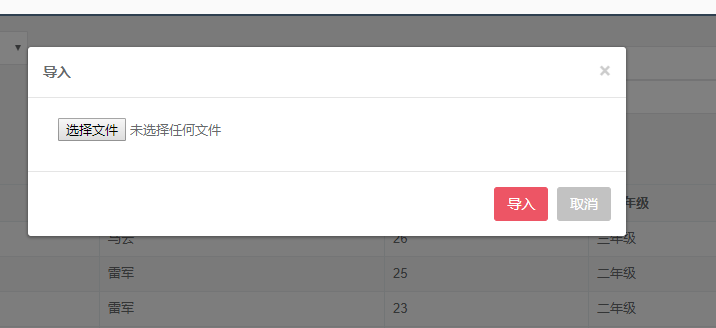 导入
×
选择文件 未选择任何文件
导入 取消
年级
马云 26 三年级
雷军 25 二年级
雷军 23 二年级